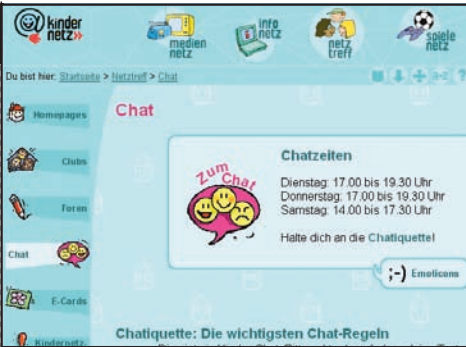 kinder
netz»
medien
netz
info
netz
netz
treff
spiele
netz
Du bist hier: Startseite > Netztreff > Chat
a-z ?
Homepages
Chat
Clubs
Zum
Chat
Chatzeiten
Dienstag: 17.00 bis 19.30 Uhr
Donnerstag: 17.00 bis 19.30 Uhr
Samstag: 14.00 bis 17.30 Uhr
Foren
Halte dich an die Chatiquette!
Chat
;-) Emoticons
E-Cards
Chatiquette: Die wichtigsten Chat-Regeln
Kindernetz-